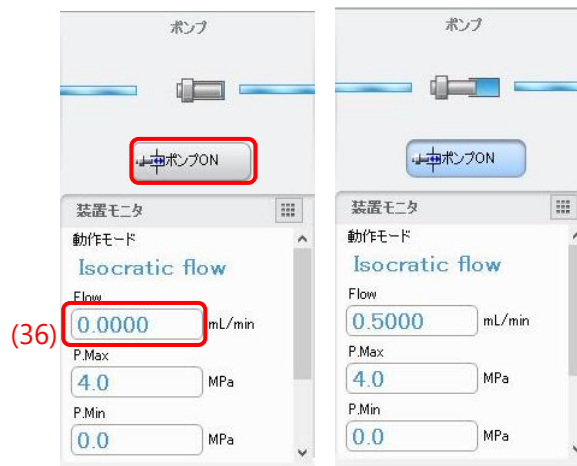 ポンプ
ポンプON
装置モニタ
動作モード
Isocratic flow
Flow
(36)
0.0000 mL/min
P.Max
4.0 MPa
P.Min
0.0 MPa
ポンプ
ポンプON
装置モニタ
動作モード
Isocratic flow
Flow
0.5000 mL/min
P.Max
4.0 MPa
P.Min
0.0 MPa